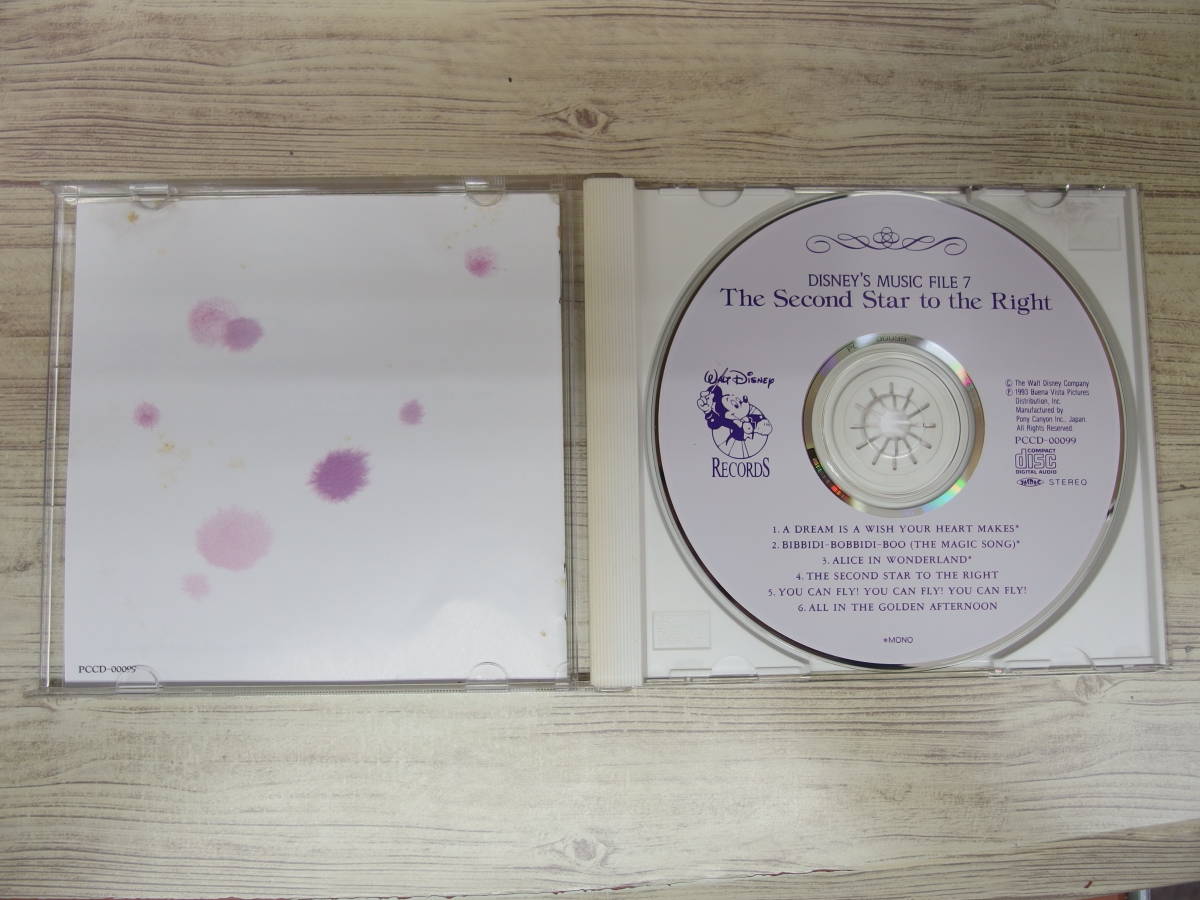 PCCD-00099
DISNEY'S MUSIC FILE 7
The Second Star to the Right
WALT DISNEY
RECORDS
© The Walt Disney Company
℗ 1993 Buena Vista Pictures
Distribution, Inc.
Manufactured by
Pony Canyon Inc., Japan.
All Rights Reserved.
PCCD-00099
COMPACT
disc
DIGITAL AUDIO
STEREO
1. A DREAM IS A WISH YOUR HEART MAKES*
2. BIBBIDI-BOBBIDI-BOO (THE MAGIC SONG)*
3. ALICE IN WONDERLAND*
4. THE SECOND STAR TO THE RIGHT
5. YOU CAN FLY! YOU CAN FLY! YOU CAN FLY!
6. ALL IN THE GOLDEN AFTERNOON
*MONO